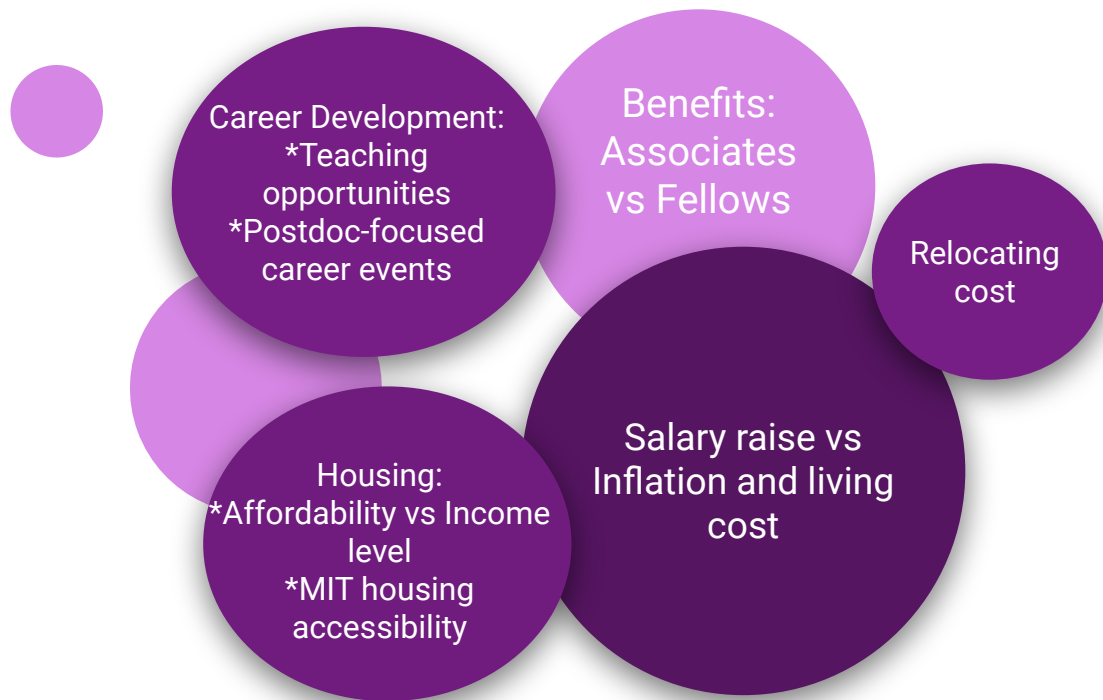 Career Development:
*Teaching
opportunities
*Postdoc-focused
career events
Benefits:
Associates
vs Fellows
Relocating
cost
Salary raise vs
Inflation and living
cost
Housing:
*Affordability vs Income
level
*MIT housing
accessibility